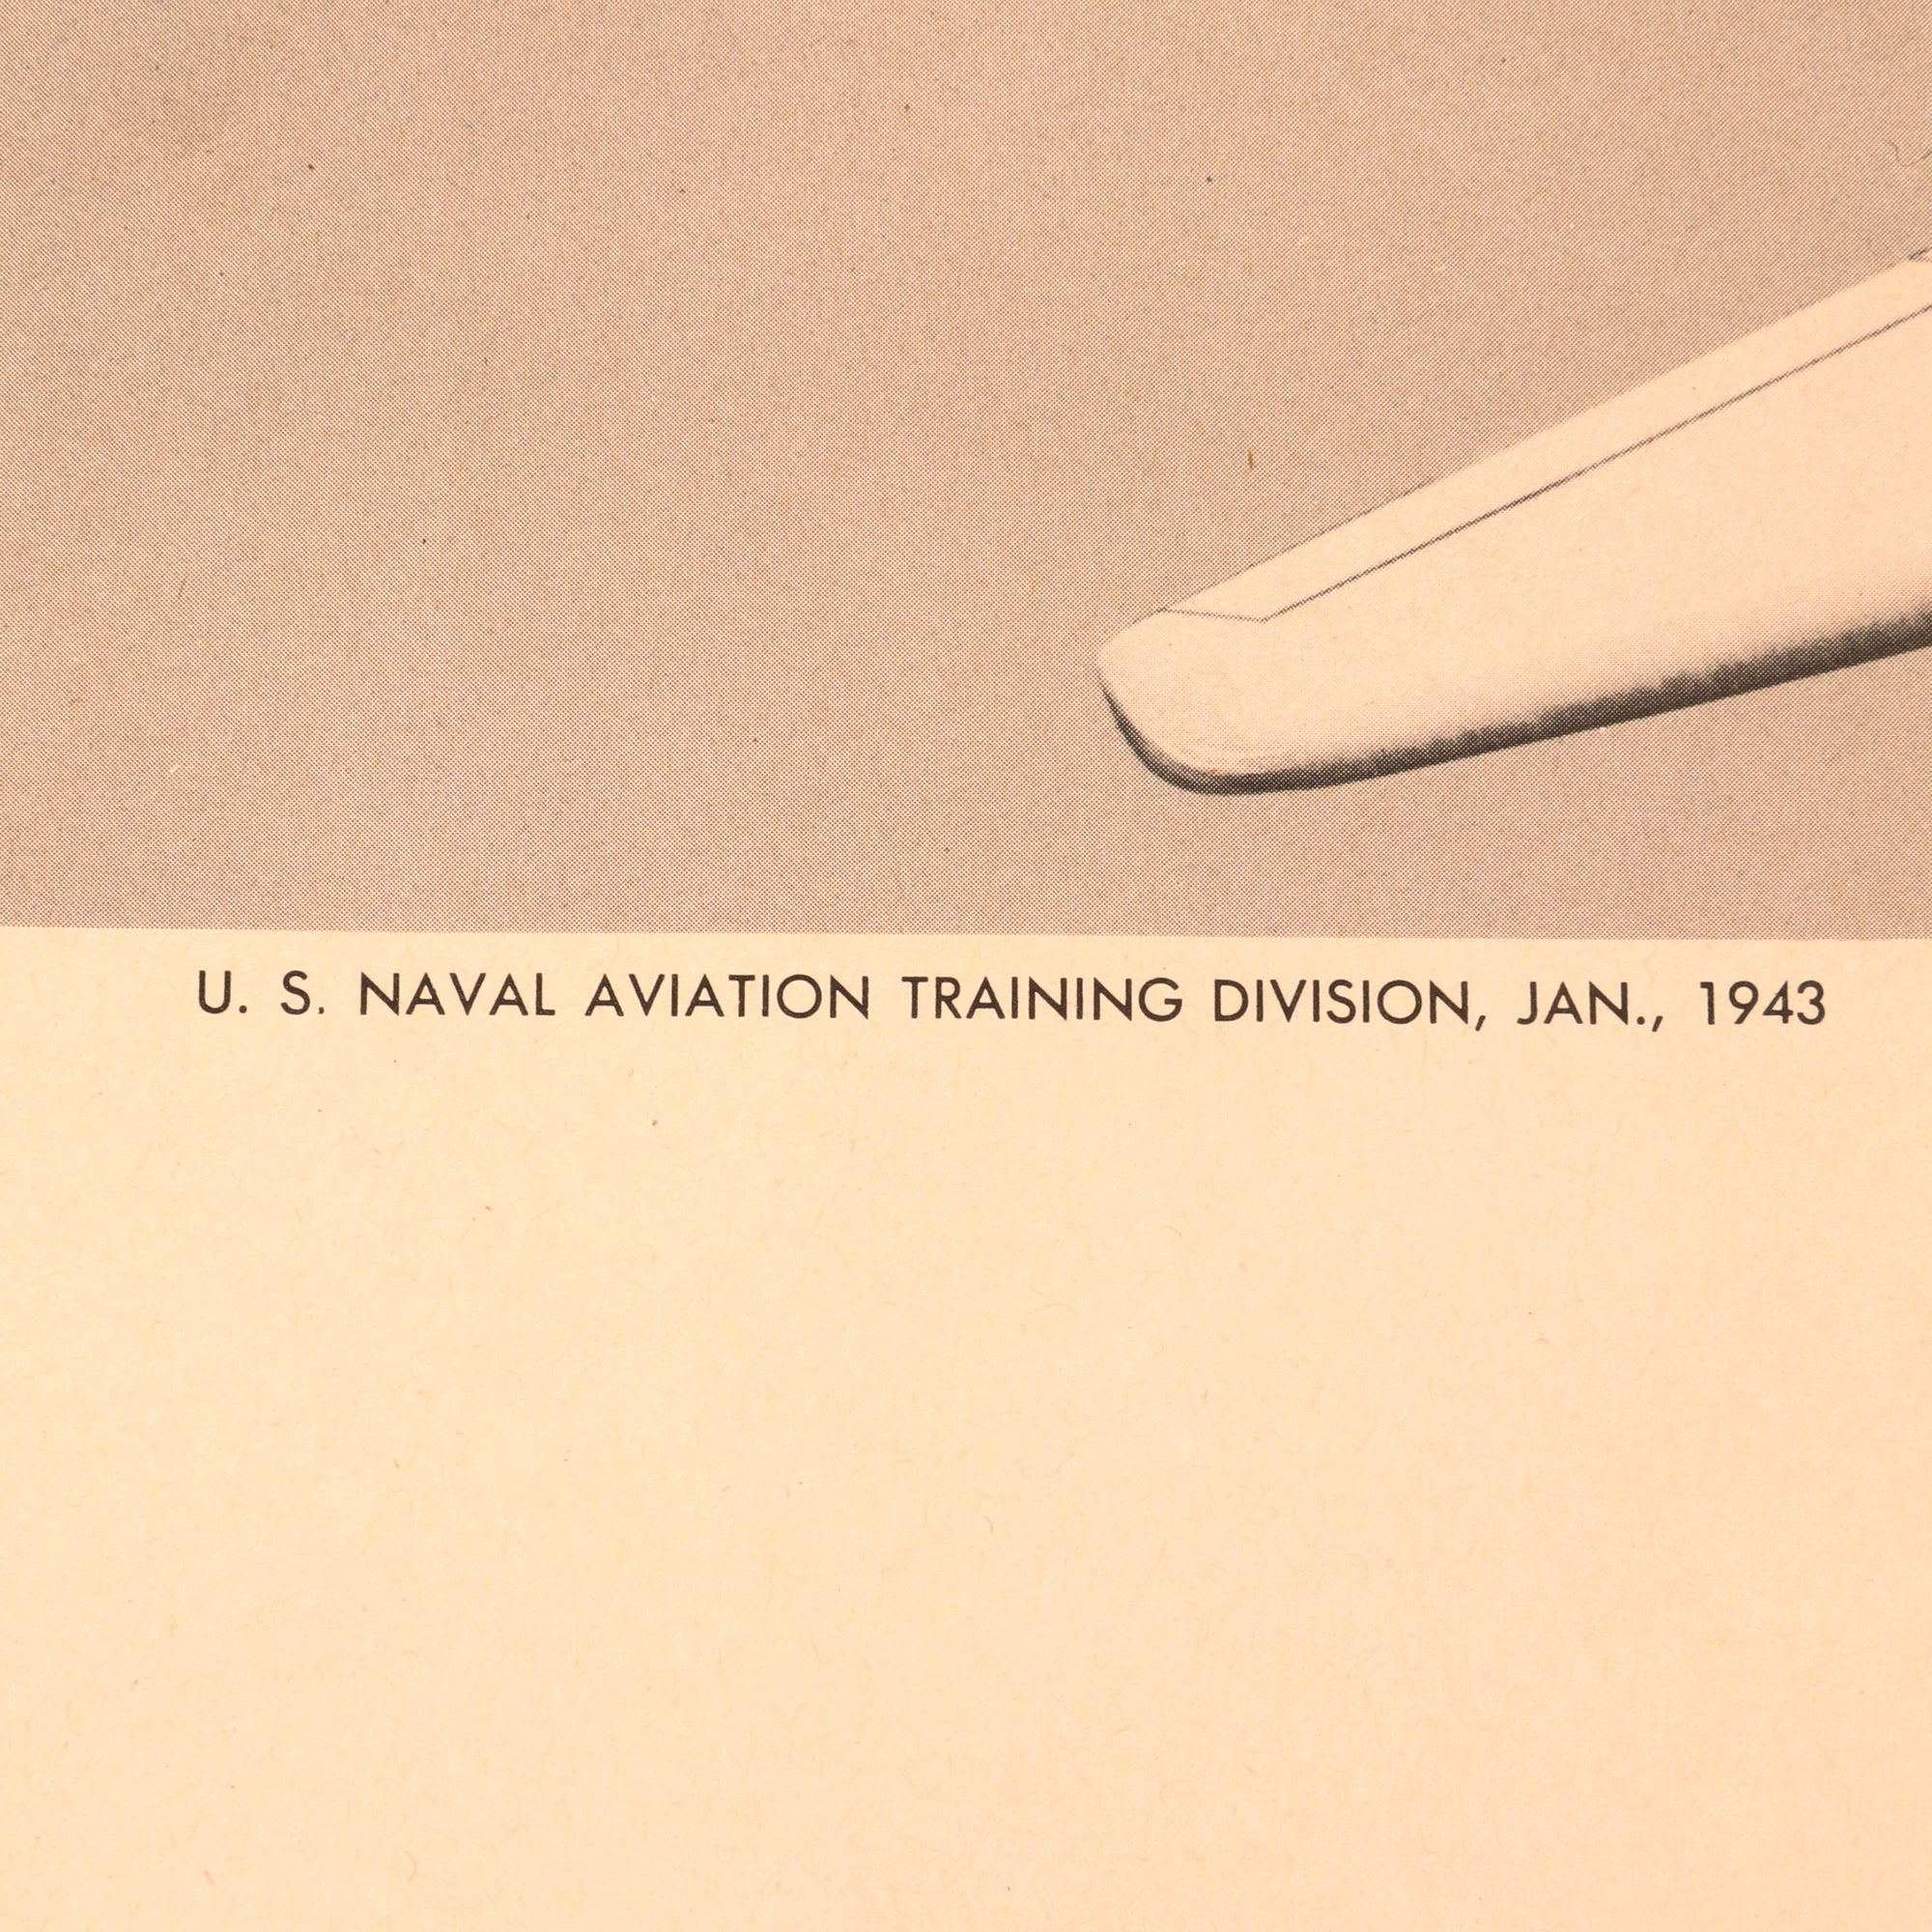 U. S. NAVAL AVIATION TRAINING DIVISION, JAN., 1943